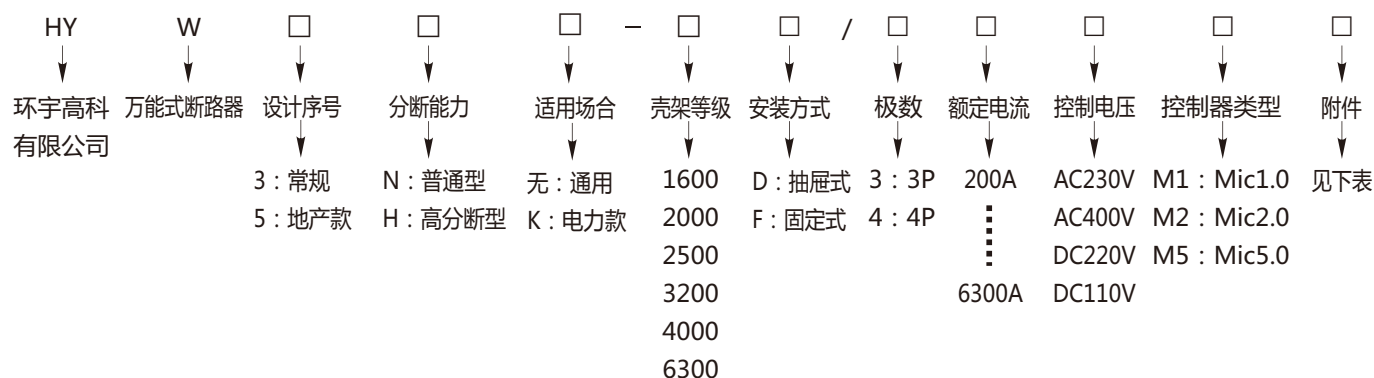 HY W □ □ □ - □ □ / □ □ □ □ □
环宇高科 万能式断路器 设计序号 分断能力 适用场合 壳架等级 安装方式 极数 额定电流 控制电压 控制器类型 附件
有限公司
3：常规 N：普通型 无：通用 1600 D：抽屉式 3：3P 200A AC230V M1：Mic1.0 见下表
5：地产款 H：高分断型 K：电力款 2000 F：固定式 4：4P AC400V M2：Mic2.0
2500 DC220V M5：Mic5.0
3200 6300A DC110V
4000
6300